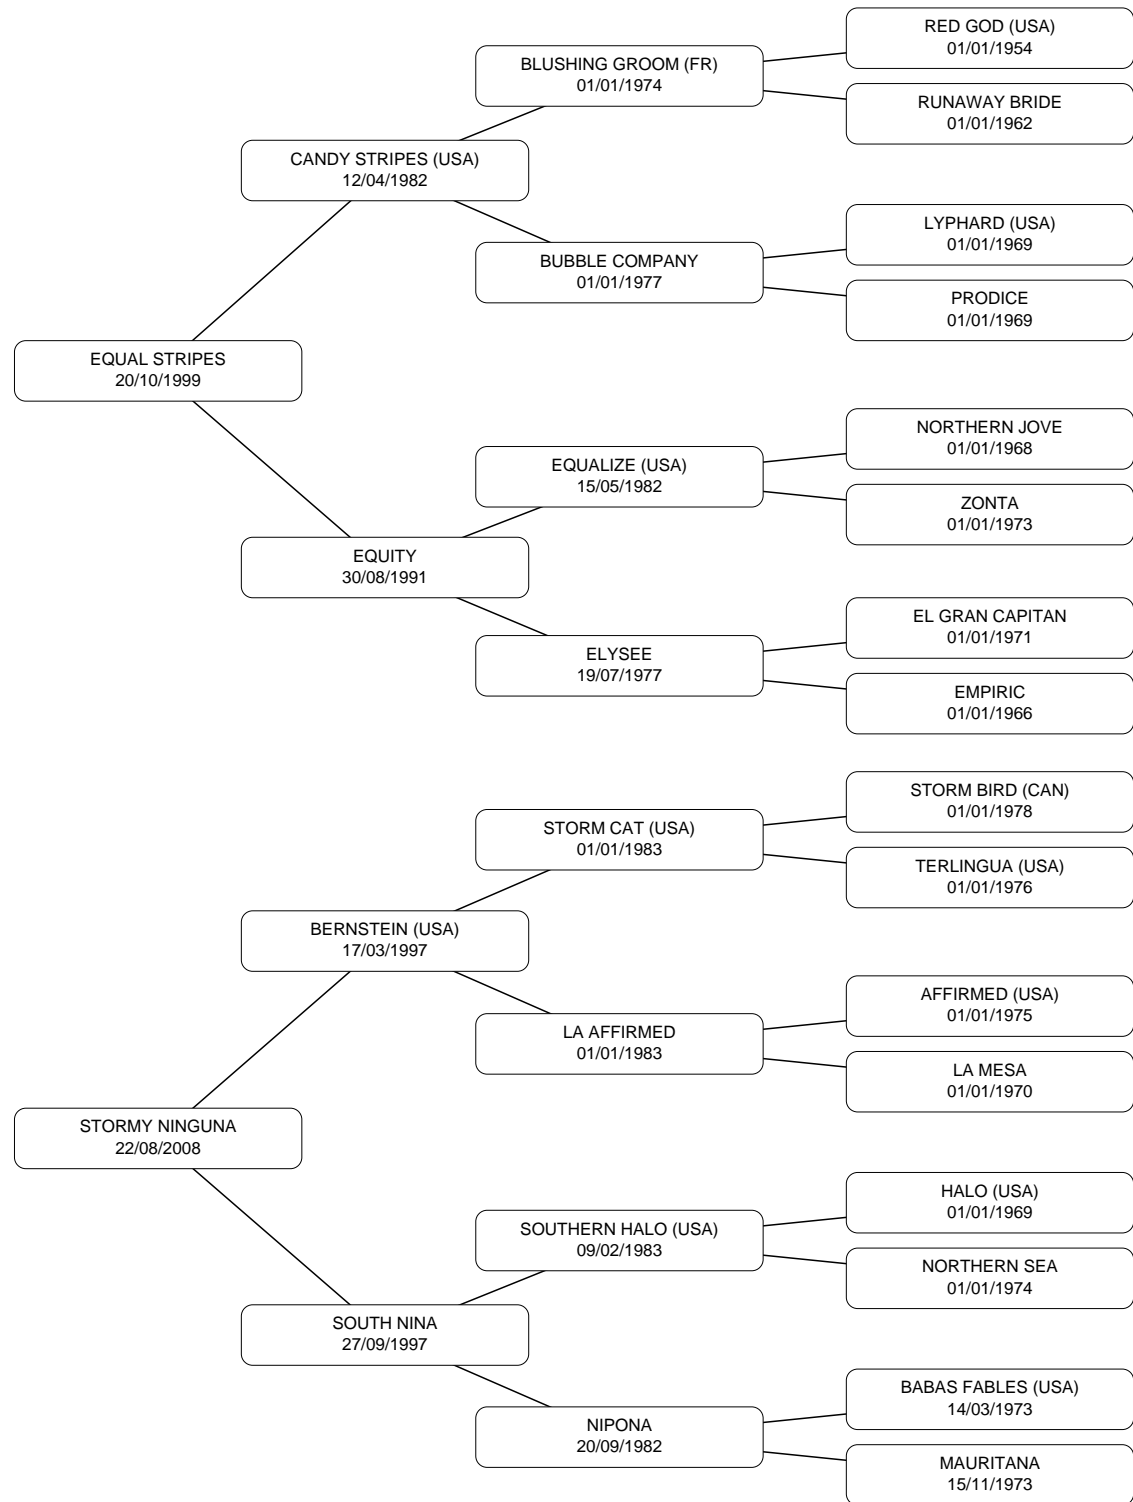 RED GOD (USA)
01/01/1954
BLUSHING GROOM (FR)
01/01/1974
RUNAWAY BRIDE
01/01/1962
CANDY STRIPES (USA)
12/04/1982
LYPHARD (USA)
01/01/1969
BUBBLE COMPANY
01/01/1977
PRODICE
01/01/1969
EQUAL STRIPES
20/10/1999
NORTHERN JOVE
01/01/1968
EQUALIZE (USA)
15/05/1982
ZONTA
01/01/1973
EQUITY
30/08/1991
EL GRAN CAPITAN
01/01/1971
ELYSEE
19/07/1977
EMPIRIC
01/01/1966
STORM BIRD (CAN)
01/01/1978
STORM CAT (USA)
01/01/1983
TERLINGUA (USA)
01/01/1976
BERNSTEIN (USA)
17/03/1997
AFFIRMED (USA)
01/01/1975
LA AFFIRMED
01/01/1983
LA MESA
01/01/1970
STORMY NINGUNA
22/08/2008
HALO (USA)
01/01/1969
SOUTHERN HALO (USA)
09/02/1983
NORTHERN SEA
01/01/1974
SOUTH NINA
27/09/1997
BABAS FABLES (USA)
14/03/1973
NIPONA
20/09/1982
MAURITANA
15/11/1973